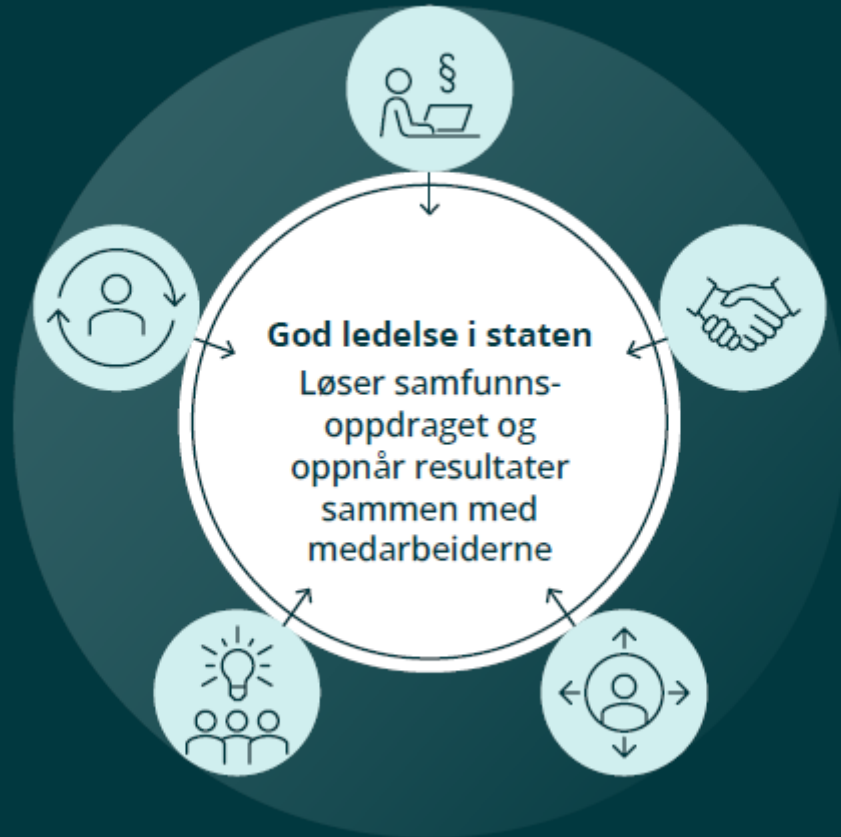 §
God ledelse i staten
Løser samfunns-
oppdraget og
oppnår resultater
sammen med
medarbeiderne